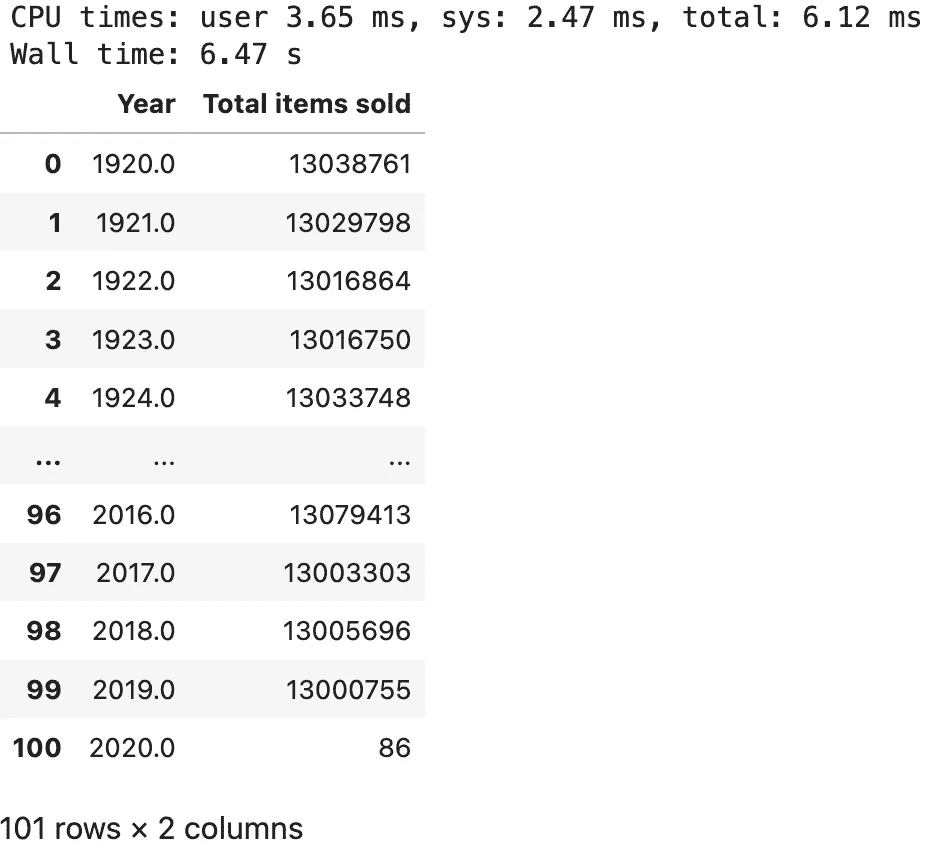 CPU times: user 3.65 ms, sys: 2.47 ms, total: 6.12 ms
Wall time: 6.47 s
Year Total items sold
0 1920.0 13038761
1 1921.0 13029798
2 1922.0 13016864
3 1923.0 13016750
4 1924.0 13033748
... ... ...
96 2016.0 13079413
97 2017.0 13003303
98 2018.0 13005696
99 2019.0 13000755
100 2020.0 86
101 rows × 2 columns